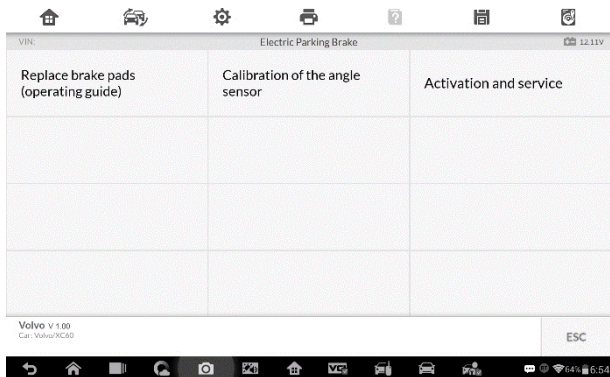 VIN:
Electric Parking Brake
12.11V
Replace brake pads
(operating guide)
Calibration of the angle
sensor
Activation and service
Volvo V 1.00
Car: Volvo/XC60
ESC
64% 6:54